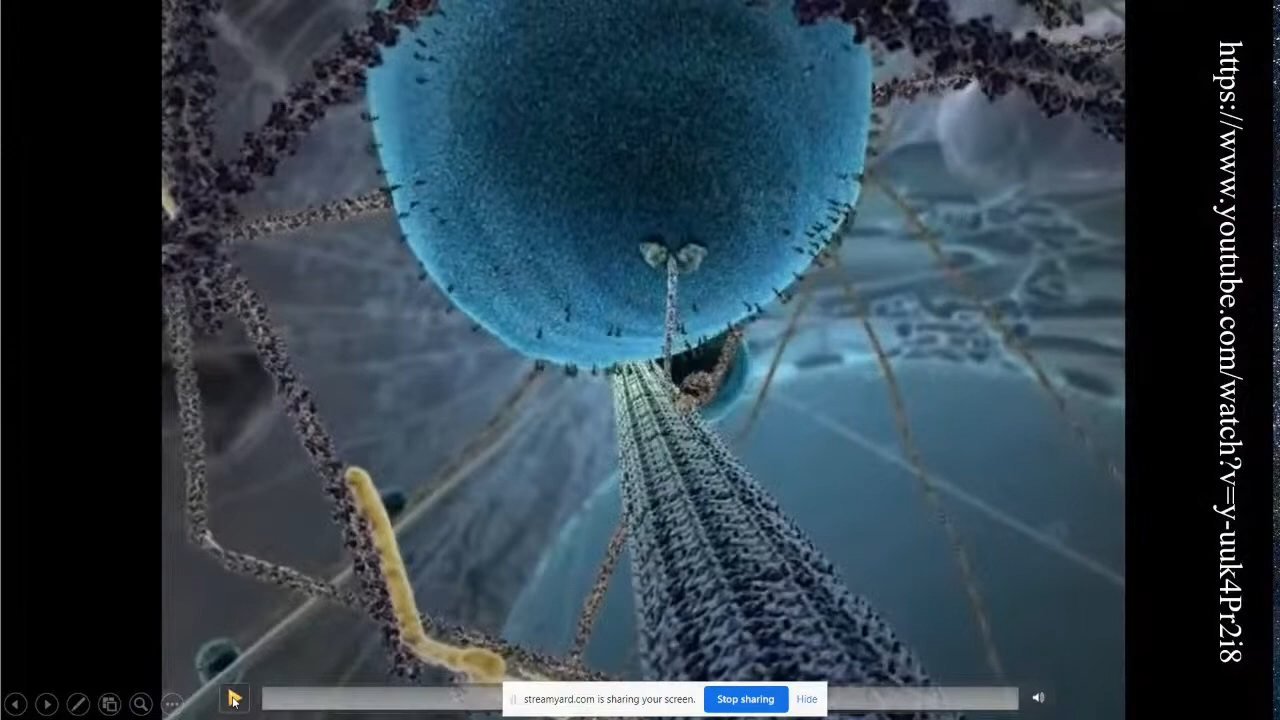 https://www.youtube.com/watch?v=y-uuk4Pr2i8
streamyard.com is sharing your screen.
Stop sharing
Hide